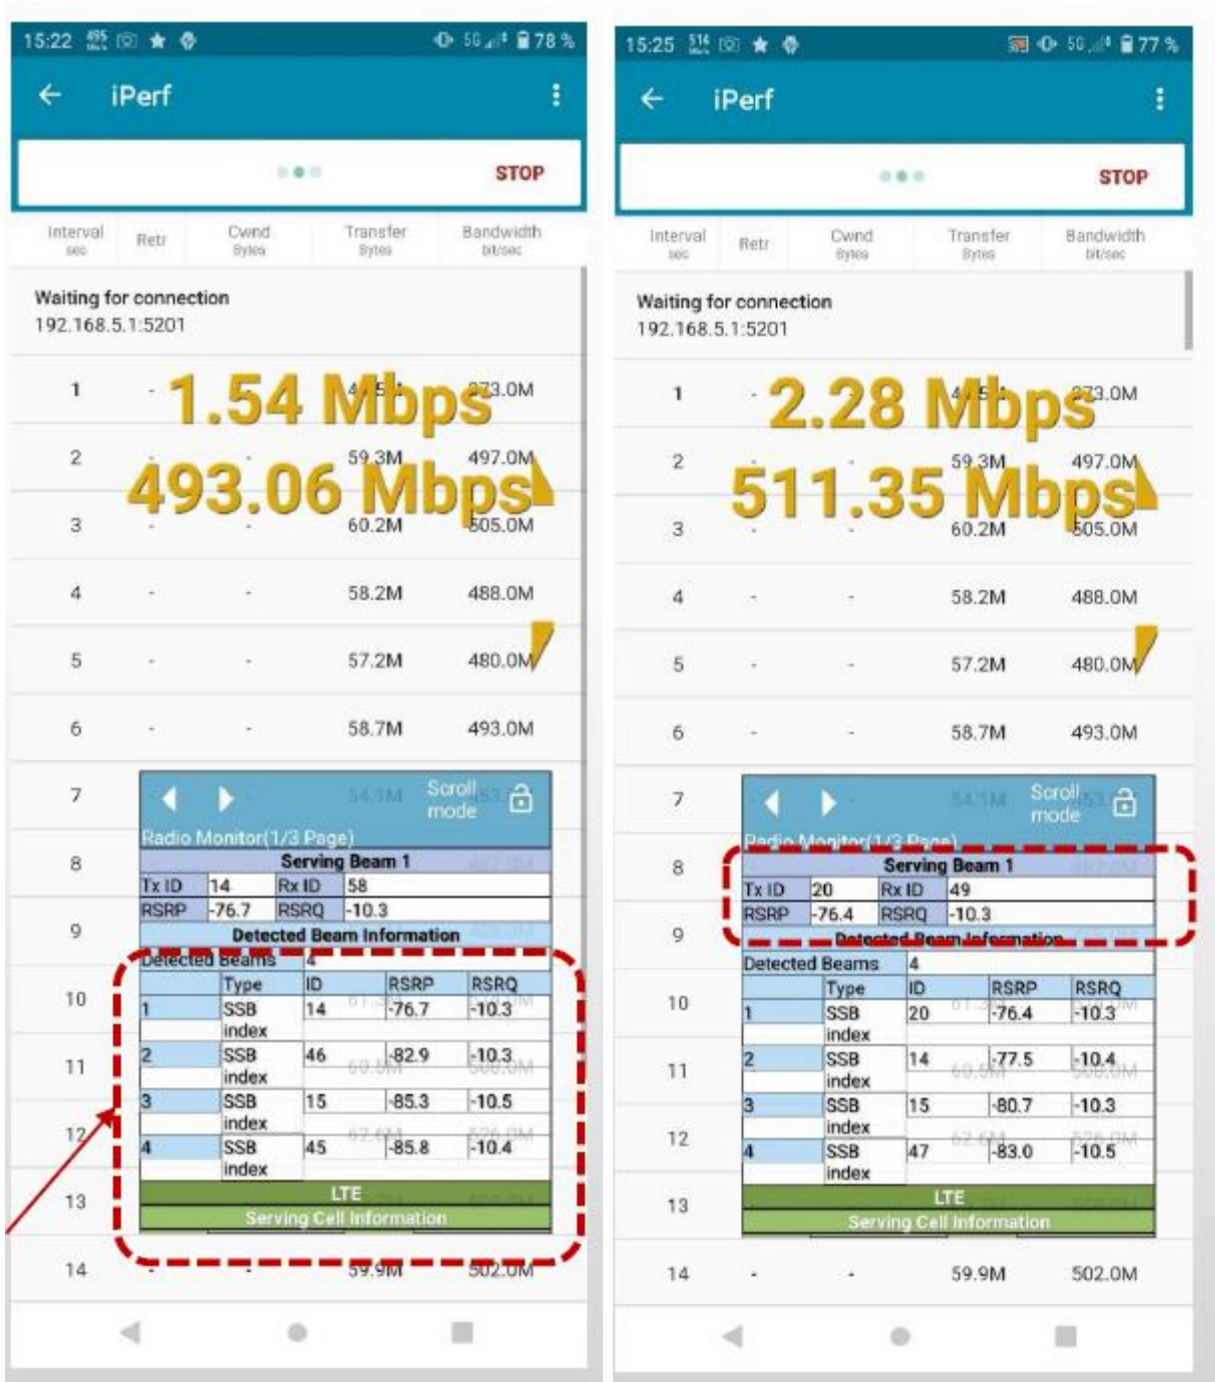 15:22 495 5G 78 %
iPerf
STOP
Interval sec Retr Cwnd Bytes Transfer Bytes Bandwidth bit/sec
Waiting for connection
192.168.5.1:5201
1 -
1.54 Mbps
2 - - 59.3M 497.0M
493.06 Mbps
3 - - 60.2M 505.0M
4 - - 58.2M 488.0M
5 - - 57.2M 480.0M
6 - - 58.7M 493.0M
7 54.1M Scroll mode
Radio Monitor(1/3 Page)
8 Serving Beam 1
Tx ID 14 Rx ID 58
RSRP -76.7 RSRQ -10.3
9 Detected Beam Information
Detected Beams 4
Type ID RSRP RSRQ
10 1 SSB index 14 -76.7 -10.3
11 2 SSB index 46 -82.9 -10.3
12 3 SSB index 15 -85.3 -10.5
4 SSB index 45 -85.8 -10.4
LTE
13 Serving Cell Information
14 - - 59.9M 502.0M
15:25 514 5G 77 %
iPerf
STOP
Interval sec Retr Cwnd Bytes Transfer Bytes Bandwidth bit/sec
Waiting for connection
192.168.5.1:5201
1 -
2.28 Mbps
2 - - 59.3M 497.0M
511.35 Mbps
3 - - 60.2M 505.0M
4 - - 58.2M 488.0M
5 - - 57.2M 480.0M
6 - - 58.7M 493.0M
7 54.1M Scroll mode
Radio Monitor(1/3 Page)
8 Serving Beam 1
Tx ID 20 Rx ID 49
RSRP -76.4 RSRQ -10.3
9 Detected Beam Information
Detected Beams 4
Type ID RSRP RSRQ
10 1 SSB index 20 -76.4 -10.3
11 2 SSB index 14 -77.5 -10.4
12 3 SSB index 15 -80.7 -10.3
4 SSB index 47 -83.0 -10.5
LTE
13 Serving Cell Information
14 - - 59.9M 502.0M